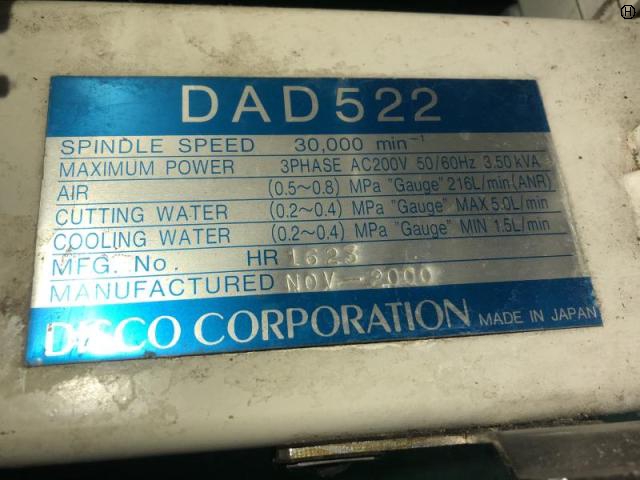 DAD522
SPINDLE SPEED 30,000 min⁻¹
MAXIMUM POWER 3PHASE AC200V 50/60Hz 3.50kVA
AIR (0.5~0.8) MPa "Gauge" 216L/min(ANR)
CUTTING WATER (0.2~0.4) MPa "Gauge" MAX 5.0L/min
COOLING WATER (0.2~0.4) MPa "Gauge" MIN 1.5L/min
MFG. No. HR 1623
MANUFACTURED NOV-2000
DISCO CORPORATION MADE IN JAPAN
H